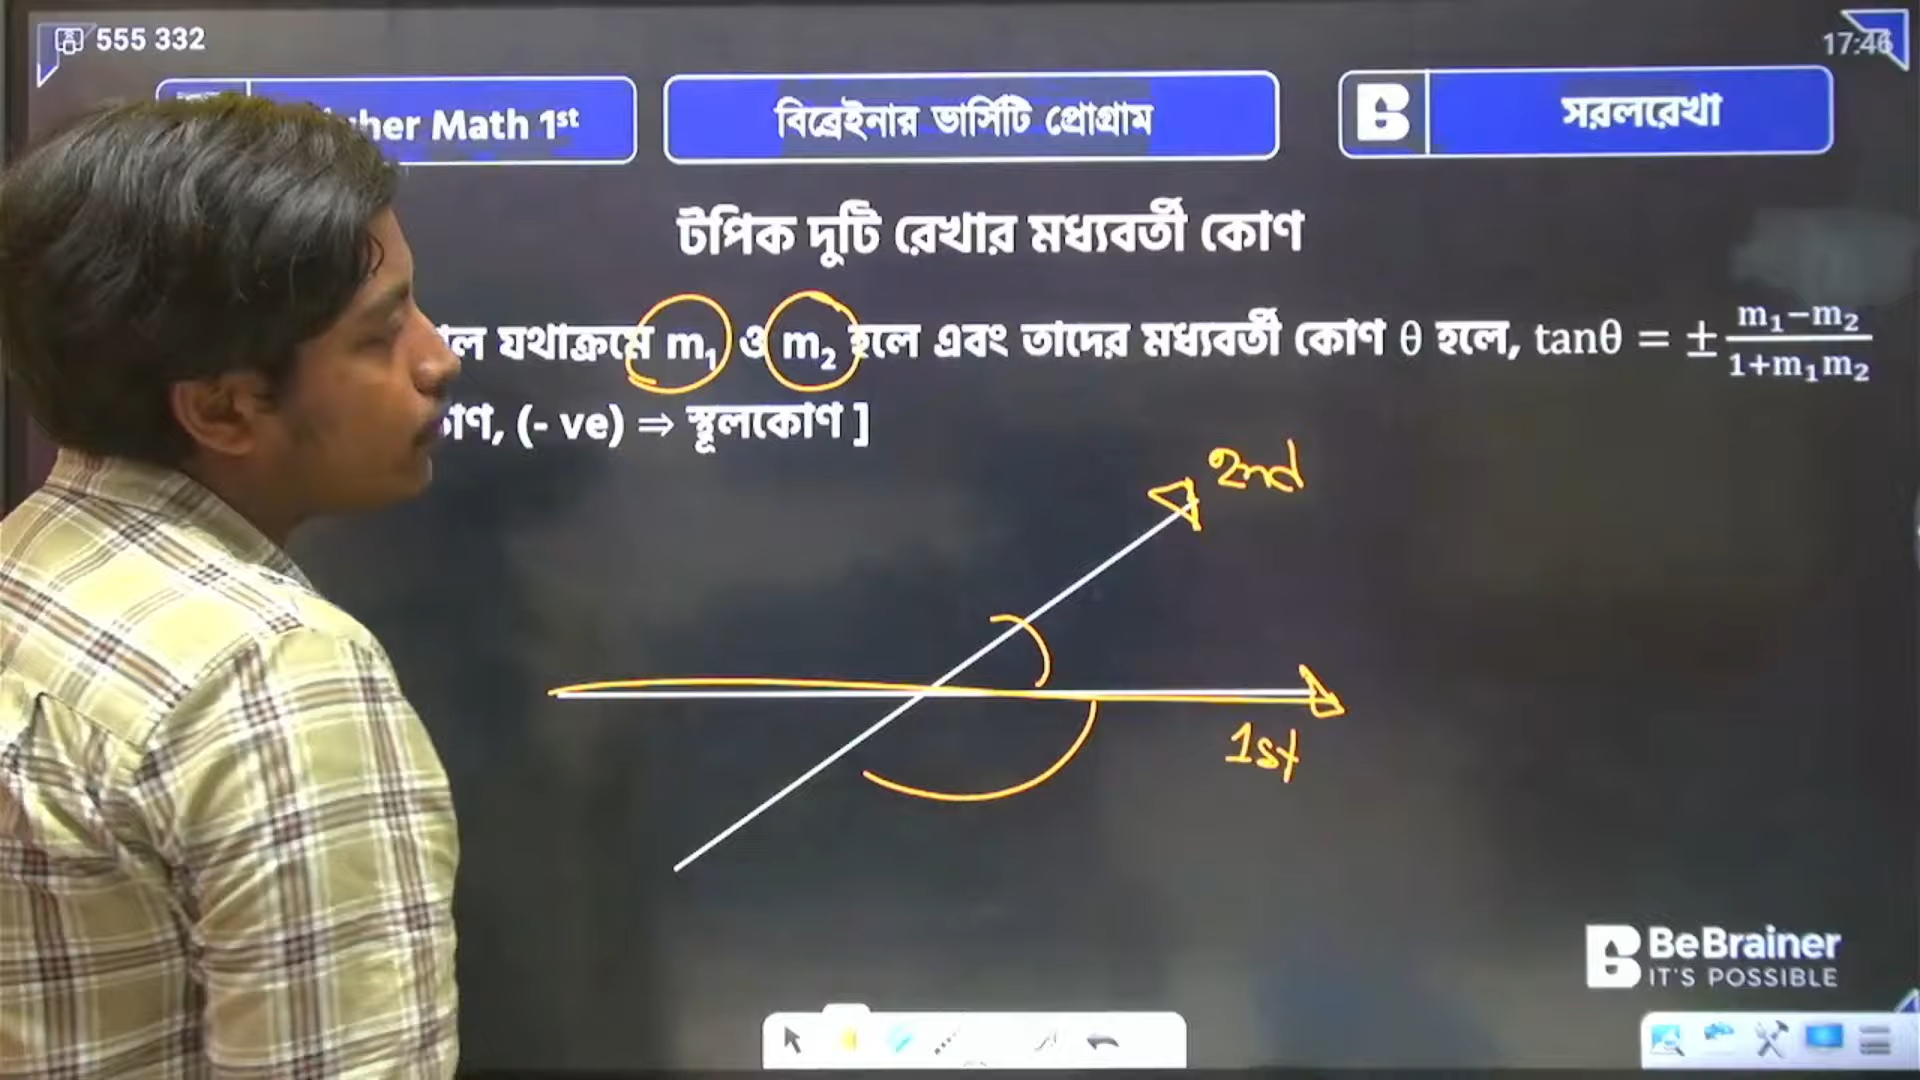 555 332
17:46
Math 1st
বিব্রেইনার ভার্সিটি প্রোগ্রাম
B
সরলরেখা
টপিক দুটি রেখার মধ্যবর্তী কোণ
যথাক্রমে m₁ ও m₂ হলে এবং তাদের মধ্যবর্তী কোণ θ হলে, tanθ = ± m₁−m₂ / 1+m₁m₂
(- ve) ⇒ স্থূলকোণ ]
2nd
1st
BeBrainer
IT'S POSSIBLE